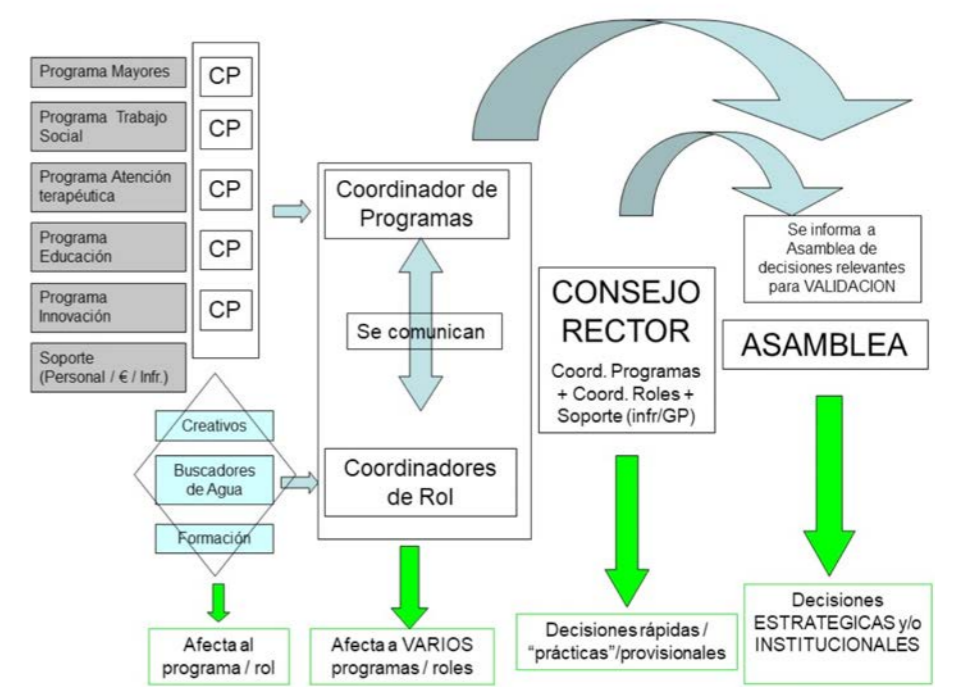 Programa Mayores
CP
Programa Trabajo
Social
CP
Programa Atención
terapéutica
CP
Programa
Educación
CP
Programa
Innovación
CP
Soporte
(Personal / € / Infr.)
Creativos
Buscadores
de Agua
Formación
Afecta al
programa / rol
Coordinador de
Programas
Se comunican
Coordinadores
de Rol
Afecta a VARIOS
programas / roles
CONSEJO
RECTOR
Coord. Programas
+ Coord. Roles +
Soporte (infr/GP)
Decisiones rápidas /
“prácticas”/provisionales
Se informa a
Asamblea de
decisiones relevantes
para VALIDACION
ASAMBLEA
Decisiones
ESTRATEGICAS y/o
INSTITUCIONALES